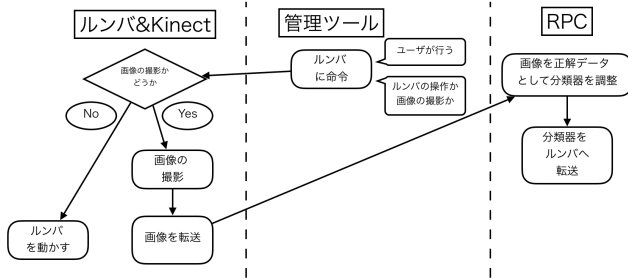 ルンバ&Kinect
管理ツール
RPC
ルンバ
に命令
ユーザが行う
ルンバの操作か
画像の撮影か
画像の撮影か
どうか
No
Yes
画像の
撮影
ルンバ
を動かす
画像を転送
画像を正解データ
として分類器を調整
分類器を
ルンバへ
転送